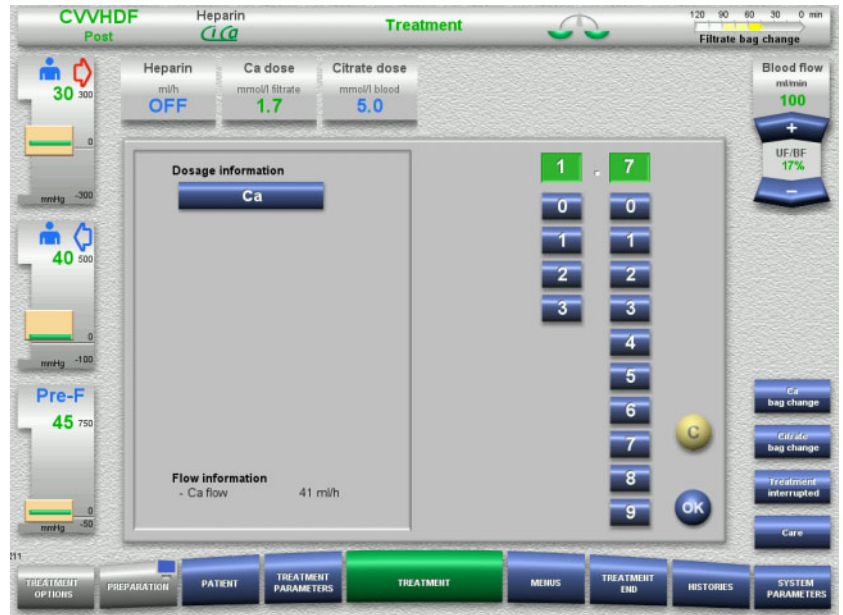 CVVHDF
Post
Heparin
CiCa
Treatment
120 90 60 30 0 min
Filtrate bag change
30 300
0
mmHg -300
40 500
0
mmHg -100
Pre-F
45 750
0
mmHg -50
Heparin
ml/h
OFF
Ca dose
mmol/l filtrate
1.7
Citrate dose
mmol/l blood
5.0
Blood flow
ml/min
100
+
UF/BF
17%
−
Dosage information
Ca
Flow information
- Ca flow 41 ml/h
1 . 7
0 0
1 1
2 2
3 3
4
5
6
7
8
9
C
OK
Ca
bag change
Citrate
bag change
Treatment
interrupted
Care
211
TREATMENT
OPTIONS
PREPARATION
PATIENT
TREATMENT
PARAMETERS
TREATMENT
MENUS
TREATMENT
END
HISTORIES
SYSTEM
PARAMETERS